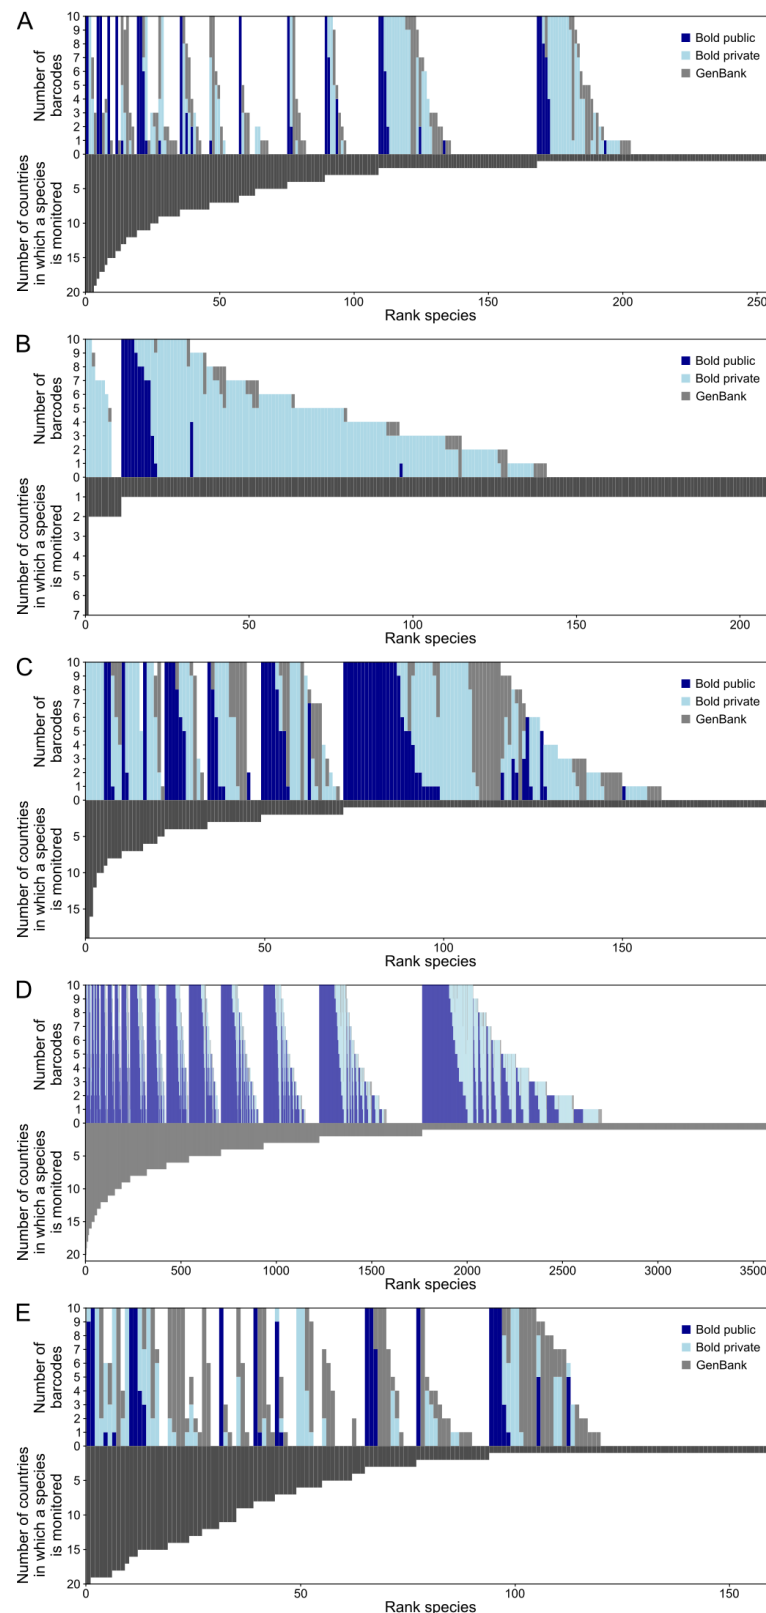 A
10
9
8
7
6
5
4
3
2
1
0
Number of
barcodes
Bold public
Bold private
GenBank
5
10
15
20
Number of countries
in which a species
is monitored
0
50
100
150
200
250
Rank species
B
10
9
8
7
6
5
4
3
2
1
0
Number of
barcodes
Bold public
Bold private
GenBank
1
2
3
4
5
6
7
Number of countries
in which a species
is monitored
0
50
100
150
200
Rank species
C
10
9
8
7
6
5
4
3
2
1
0
Number of
barcodes
Bold public
Bold private
GenBank
5
10
15
Number of countries
in which a species
is monitored
0
50
100
150
Rank species
D
10
9
8
7
6
5
4
3
2
1
0
Number of
barcodes
5
10
15
20
Number of countries
in which a species
is monitored
0
500
1000
1500
2000
2500
3000
3500
Rank species
E
10
9
8
7
6
5
4
3
2
1
0
Number of
barcodes
Bold public
Bold private
GenBank
5
10
15
20
Number of countries
in which a species
is monitored
0
50
100
150
Rank species